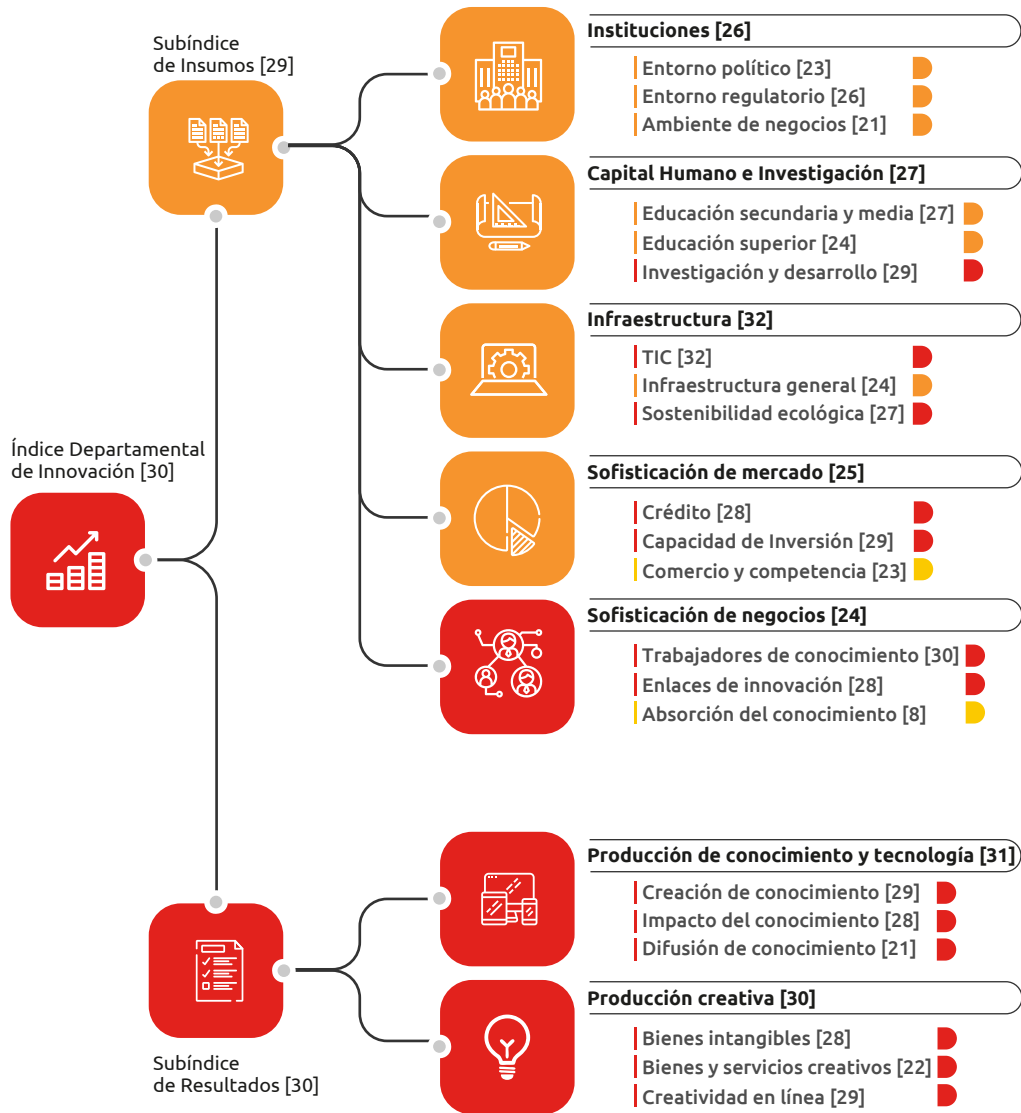 Subíndice
de Insumos [29]
Instituciones [26]
Entorno político [23]
Entorno regulatorio [26]
Ambiente de negocios [21]
Capital Humano e Investigación [27]
Educación secundaria y media [27]
Educación superior [24]
Investigación y desarrollo [29]
Infraestructura [32]
TIC [32]
Infraestructura general [24]
Sostenibilidad ecológica [27]
Índice Departamental
de Innovación [30]
Sofisticación de mercado [25]
Crédito [28]
Capacidad de Inversión [29]
Comercio y competencia [23]
Sofisticación de negocios [24]
Trabajadores de conocimiento [30]
Enlaces de innovación [28]
Absorción del conocimiento [8]
Producción de conocimiento y tecnología [31]
Creación de conocimiento [29]
Impacto del conocimiento [28]
Difusión de conocimiento [21]
Producción creativa [30]
Bienes intangibles [28]
Bienes y servicios creativos [22]
Creatividad en línea [29]
Subíndice
de Resultados [30]